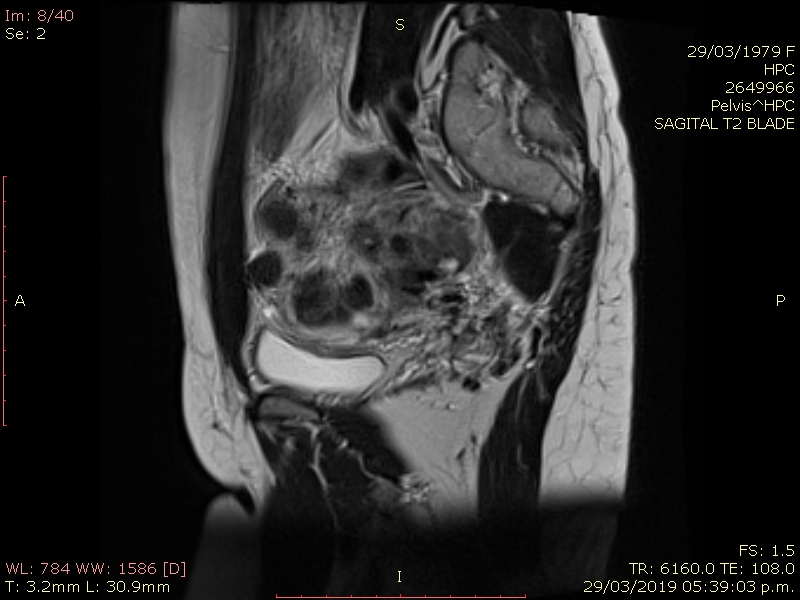 Im: 8/40
Se: 2
S
29/03/1979 F
HPC
2649966
Pelvis^HPC
SAGITAL T2 BLADE
A
P
WL: 784 WW: 1586 [D]
T: 3.2mm L: 30.9mm
I
FS: 1.5
TR: 6160.0 TE: 108.0
29/03/2019 05:39:03 p.m.